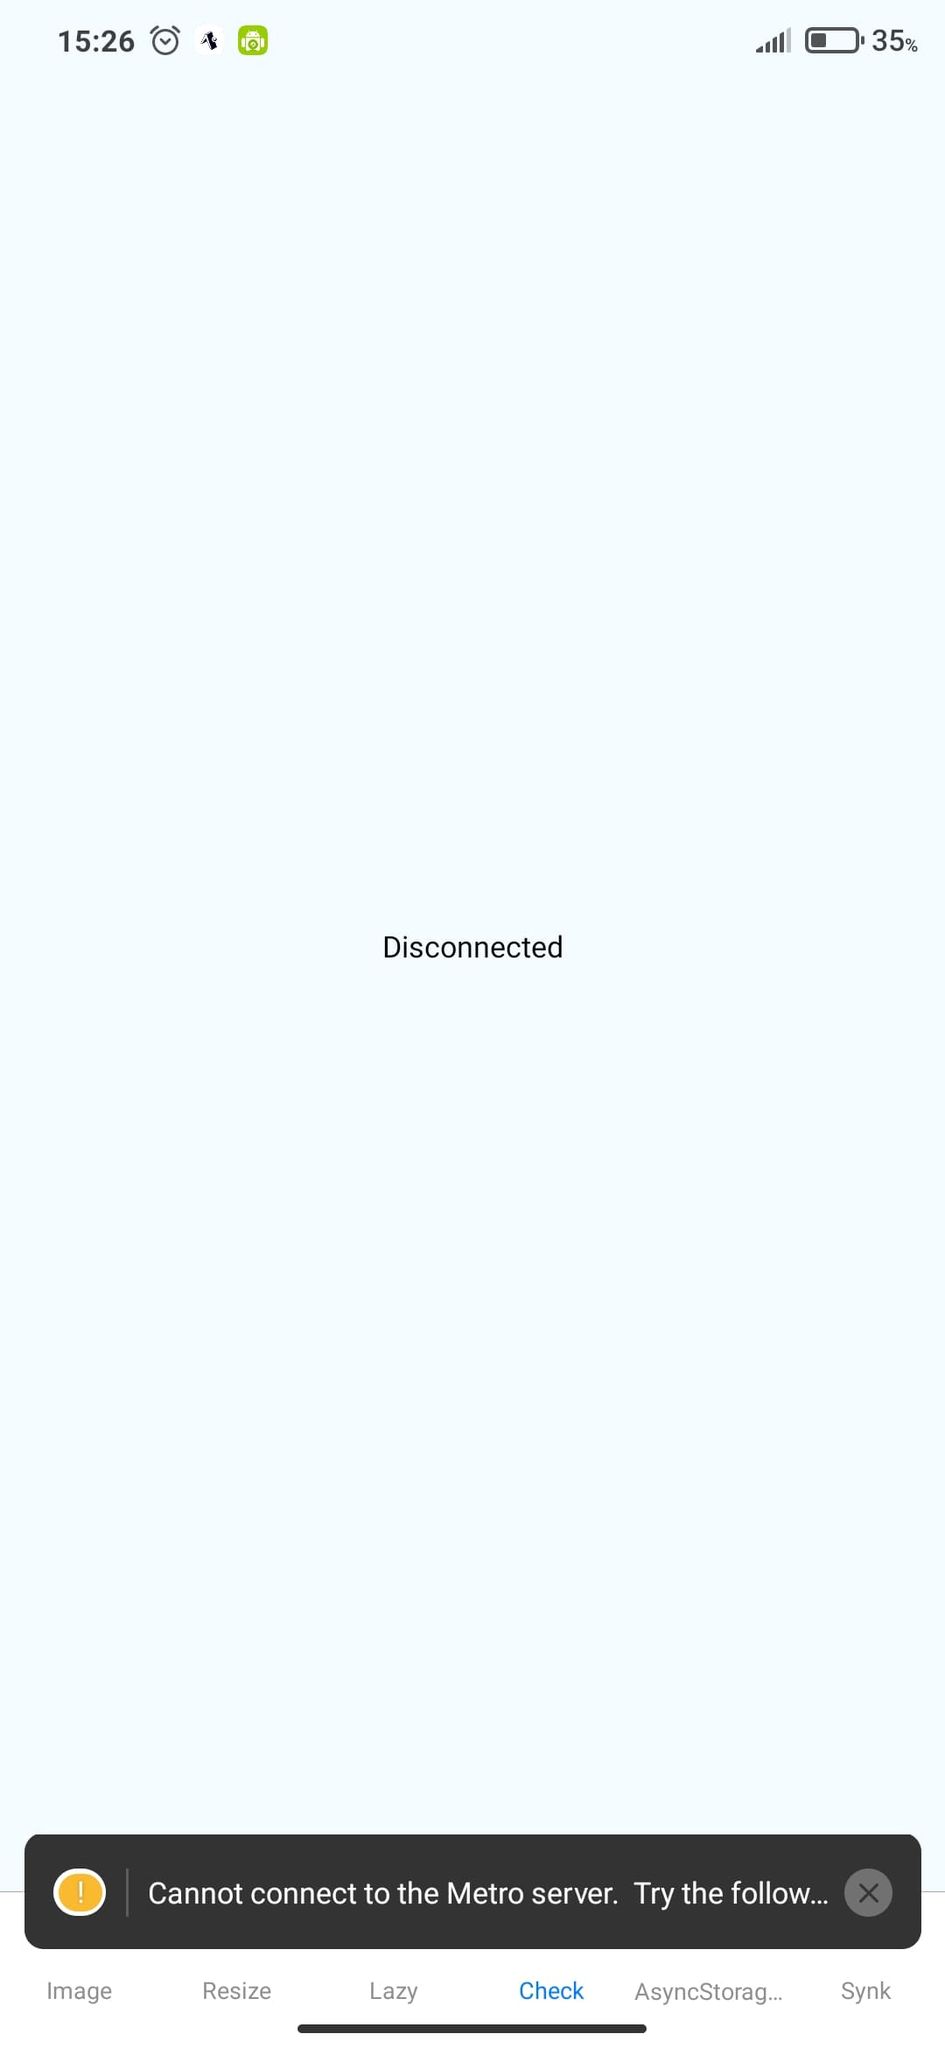 15:26
35%
Disconnected
! Cannot connect to the Metro server. Try the follow...
Image Resize Lazy Check AsyncStorag... Synk